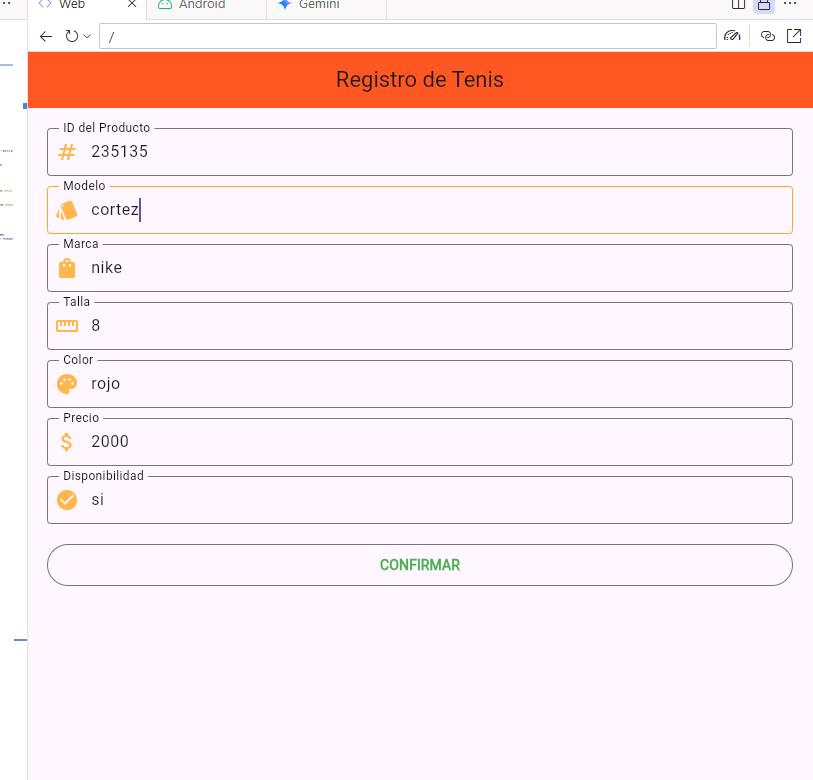 Web Android Gemini
/
Registro de Tenis
ID del Producto
235135
Modelo
cortez
Marca
nike
Talla
8
Color
rojo
Precio
$ 2000
Disponibilidad
si
CONFIRMAR